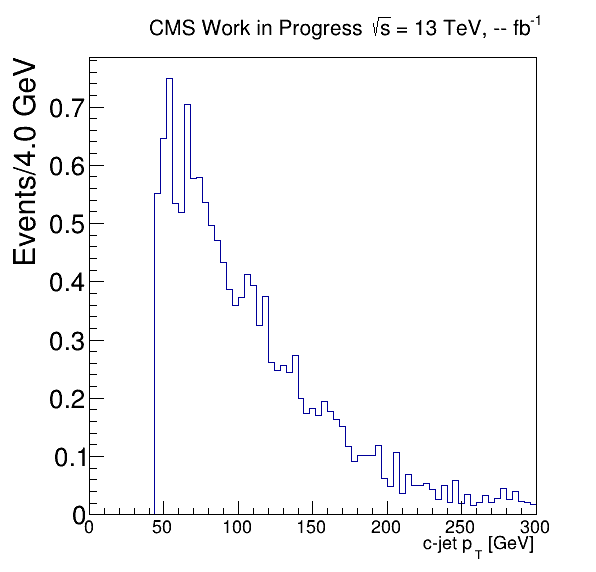 CMS Work in Progress √s = 13 TeV, -- fb⁻¹
Events/4.0 GeV
0.7
0.6
0.5
0.4
0.3
0.2
0.1
0
0 50 100 150 200 250 300
c-jet p_T [GeV]